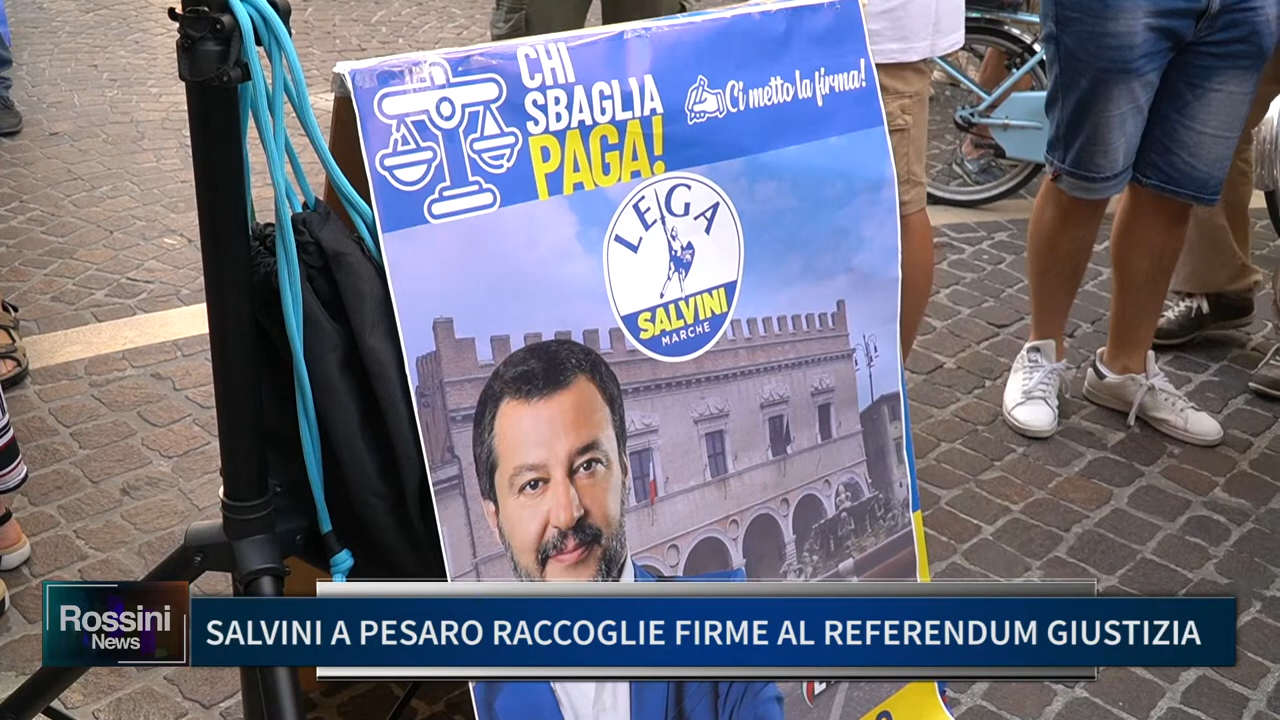 CHI
SBAGLIA
PAGA!
Ci metto la firma!
LEGA
SALVINI
MARCHE
Rossini
News
SALVINI A PESARO RACCOGLIE FIRME AL REFERENDUM GIUSTIZIA